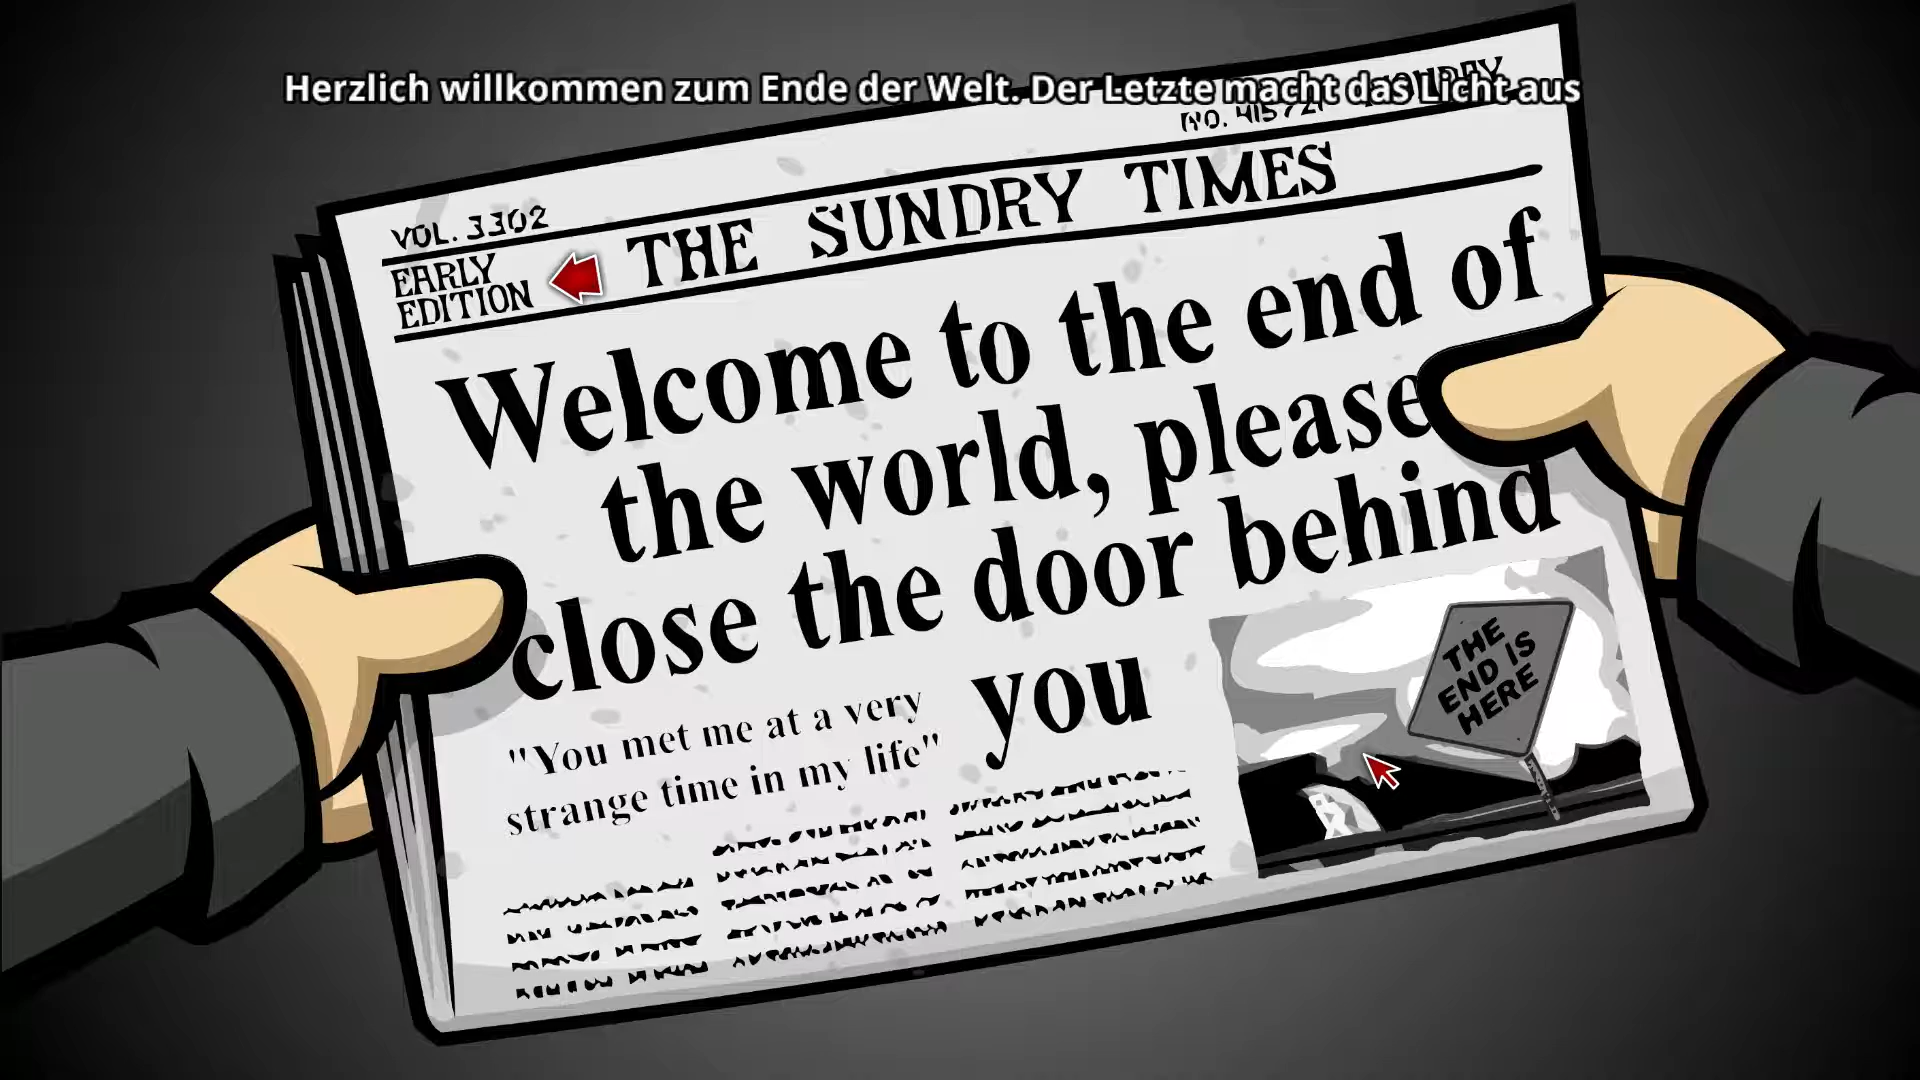 Herzlich willkommen zum Ende der Welt. Der Letzte macht das Licht aus
VOL. 3302
EARLY
EDITION
THE SUNDRY TIMES
Welcome to the end of
the world, please
close the door behind
you
"You met me at a very
strange time in my life"
THE
END IS
HERE